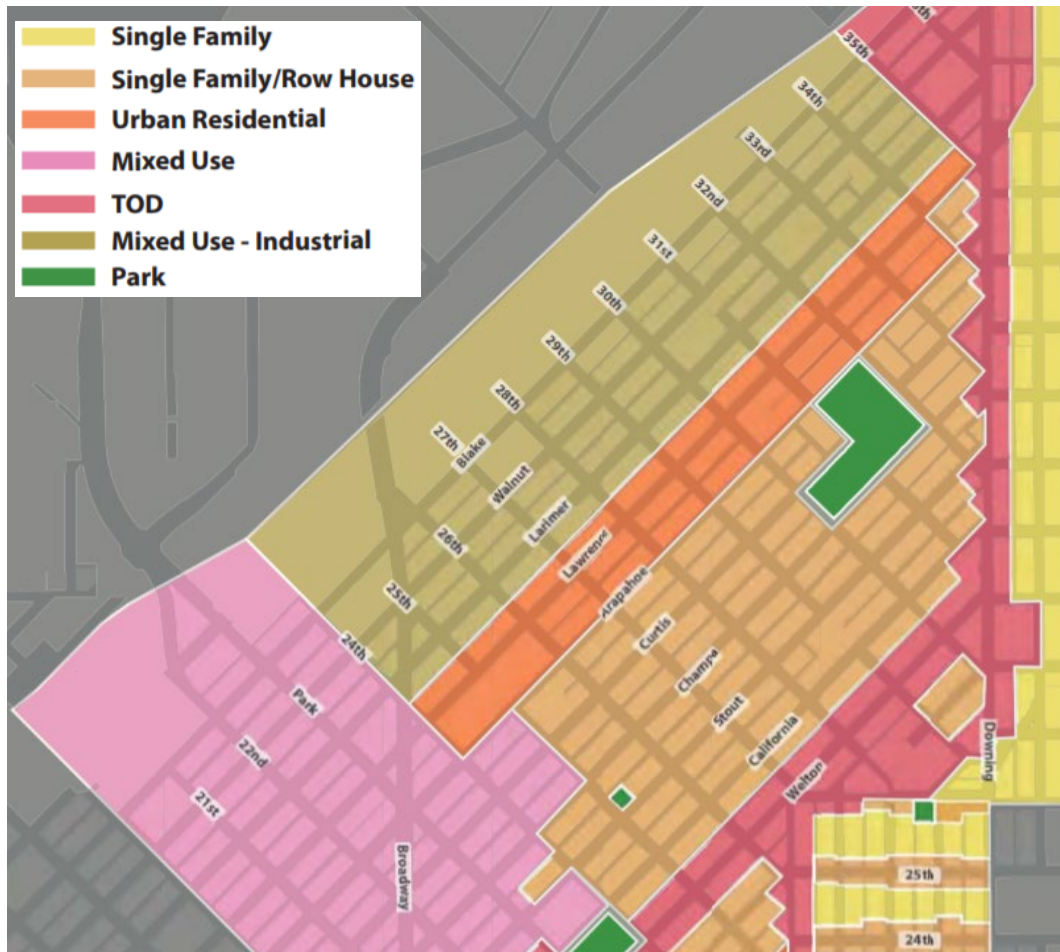 Single Family
Single Family/Row House
Urban Residential
Mixed Use
TOD
Mixed Use - Industrial
Park
35th
34th
33rd
32nd
31st
30th
29th
28th
27th
Blake
Walnut
26th
Larimer
Lawrence
25th
Arapahoe
Curtis
24th
Champa
Park
Stout
California
22nd
Downing
Welton
21st
Broadway
25th
24th